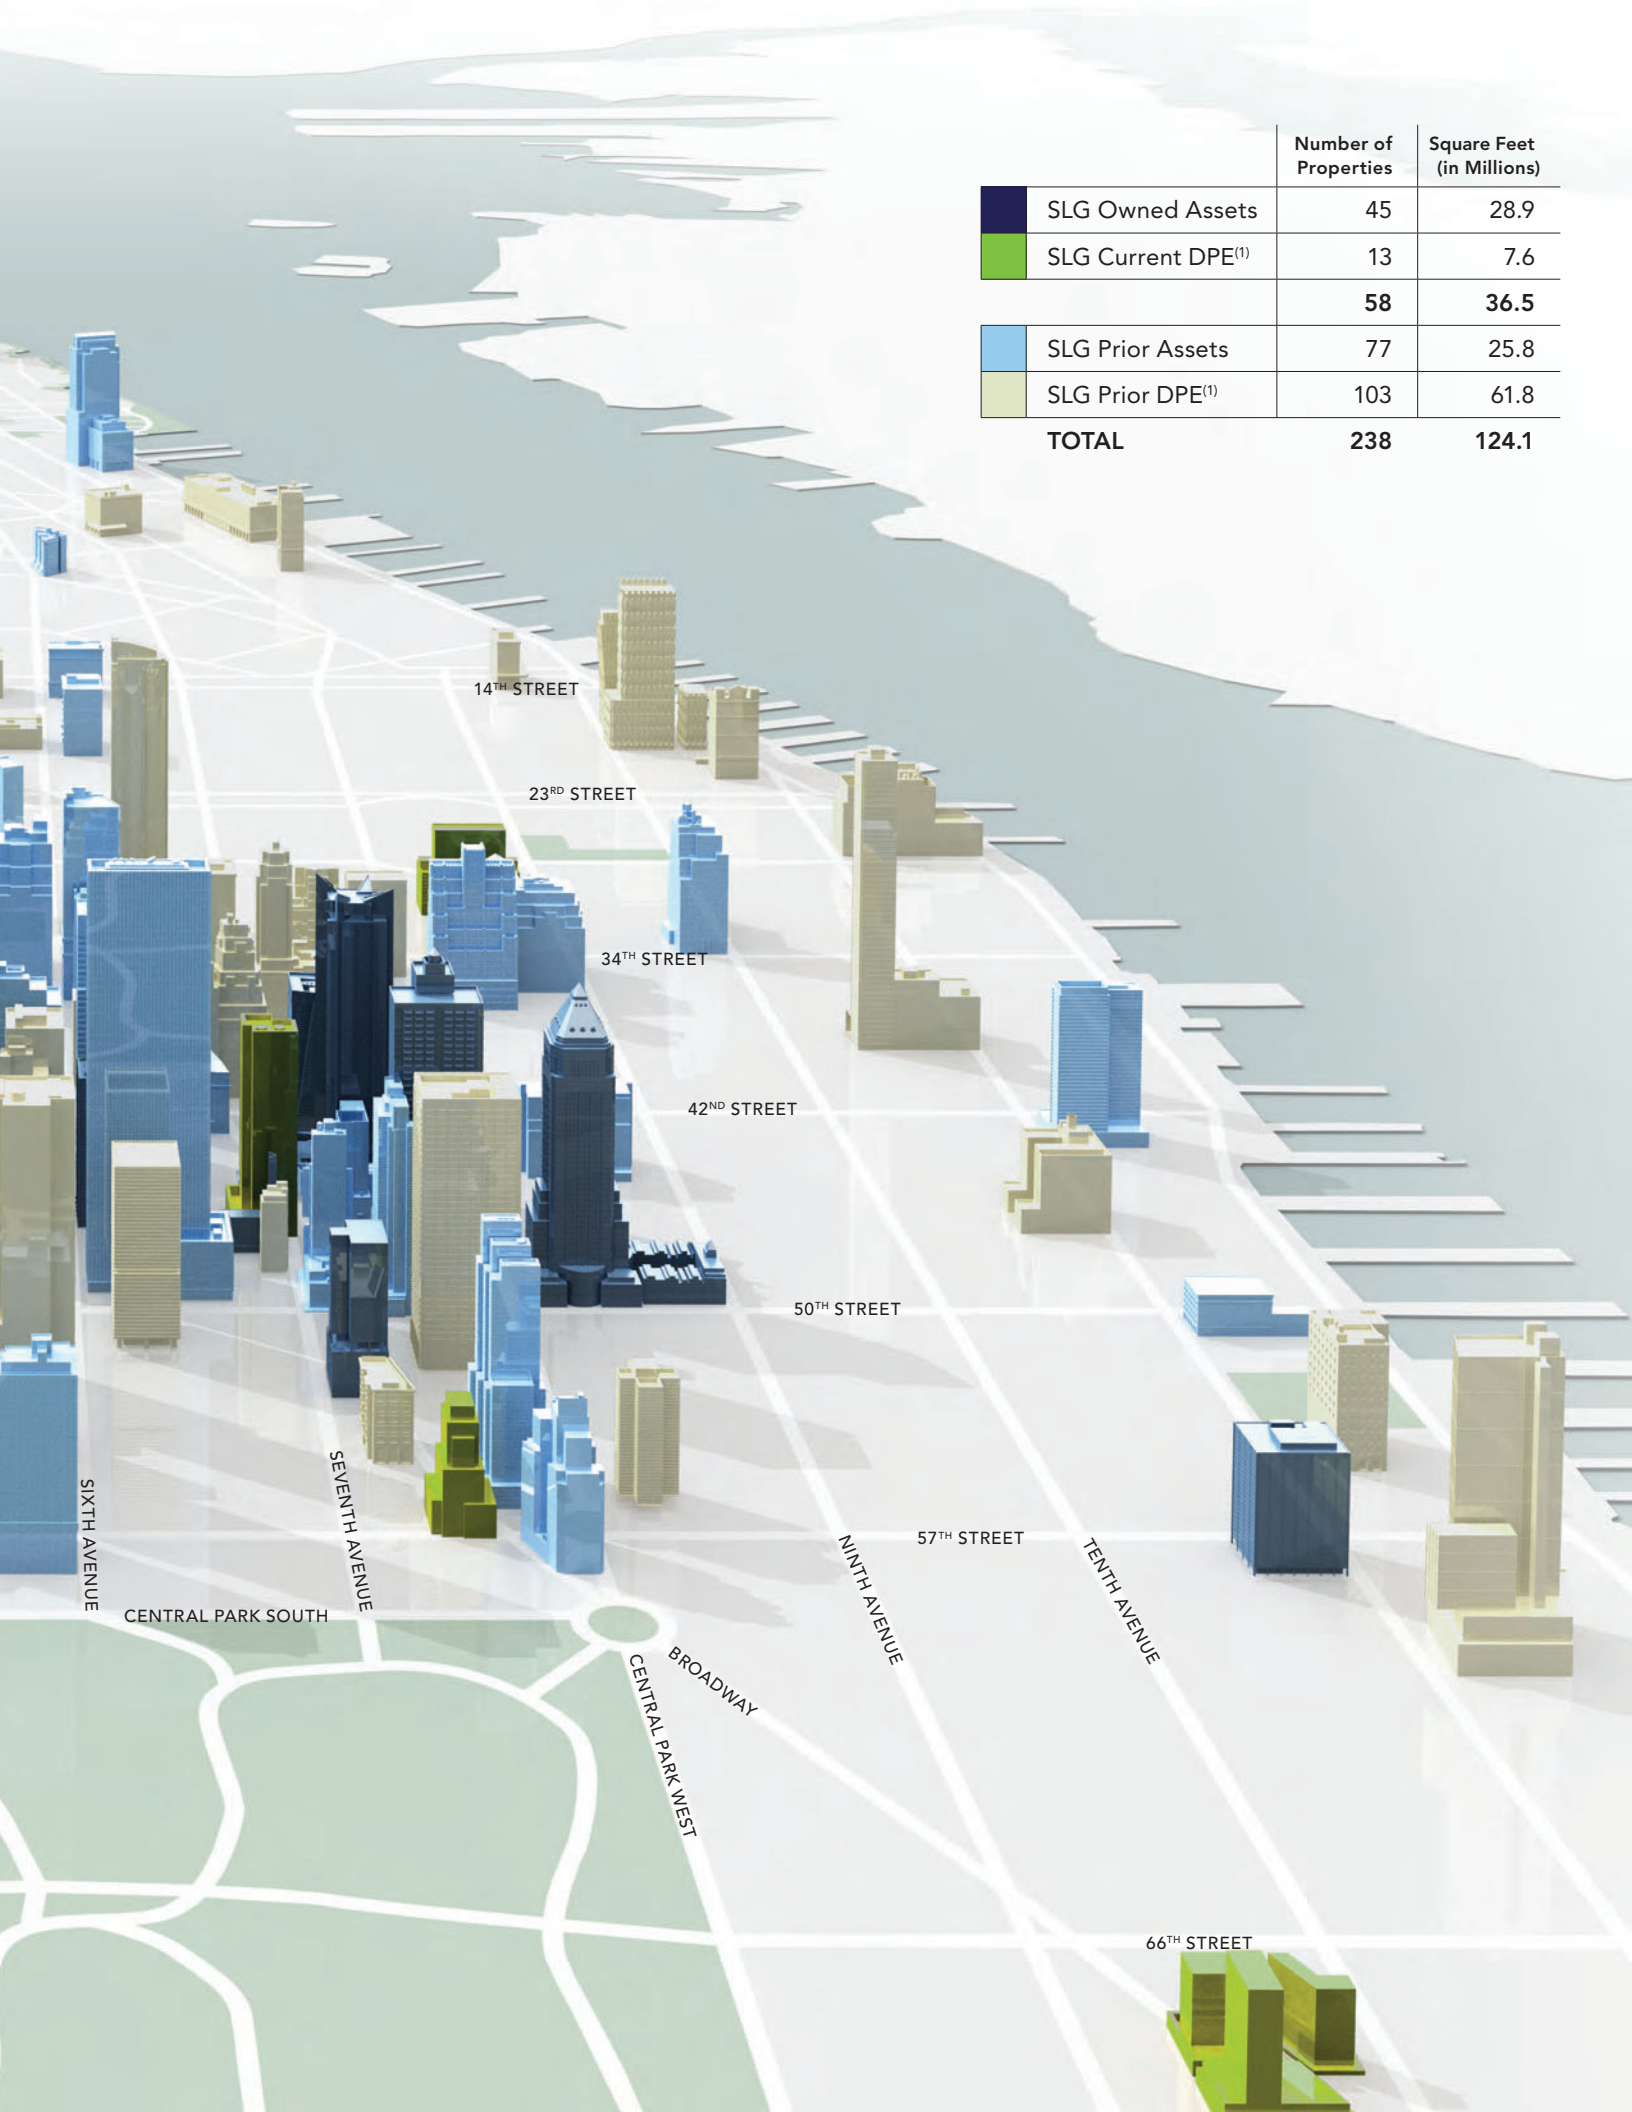 Number of Properties Square Feet (in Millions)
SLG Owned Assets 45 28.9
SLG Current DPE(1) 13 7.6
58 36.5
SLG Prior Assets 77 25.8
SLG Prior DPE(1) 103 61.8
TOTAL 238 124.1
14TH STREET
23RD STREET
34TH STREET
42ND STREET
50TH STREET
57TH STREET
SIXTH AVENUE
SEVENTH AVENUE
NINTH AVENUE
TENTH AVENUE
CENTRAL PARK SOUTH
BROADWAY
CENTRAL PARK WEST
66TH STREET